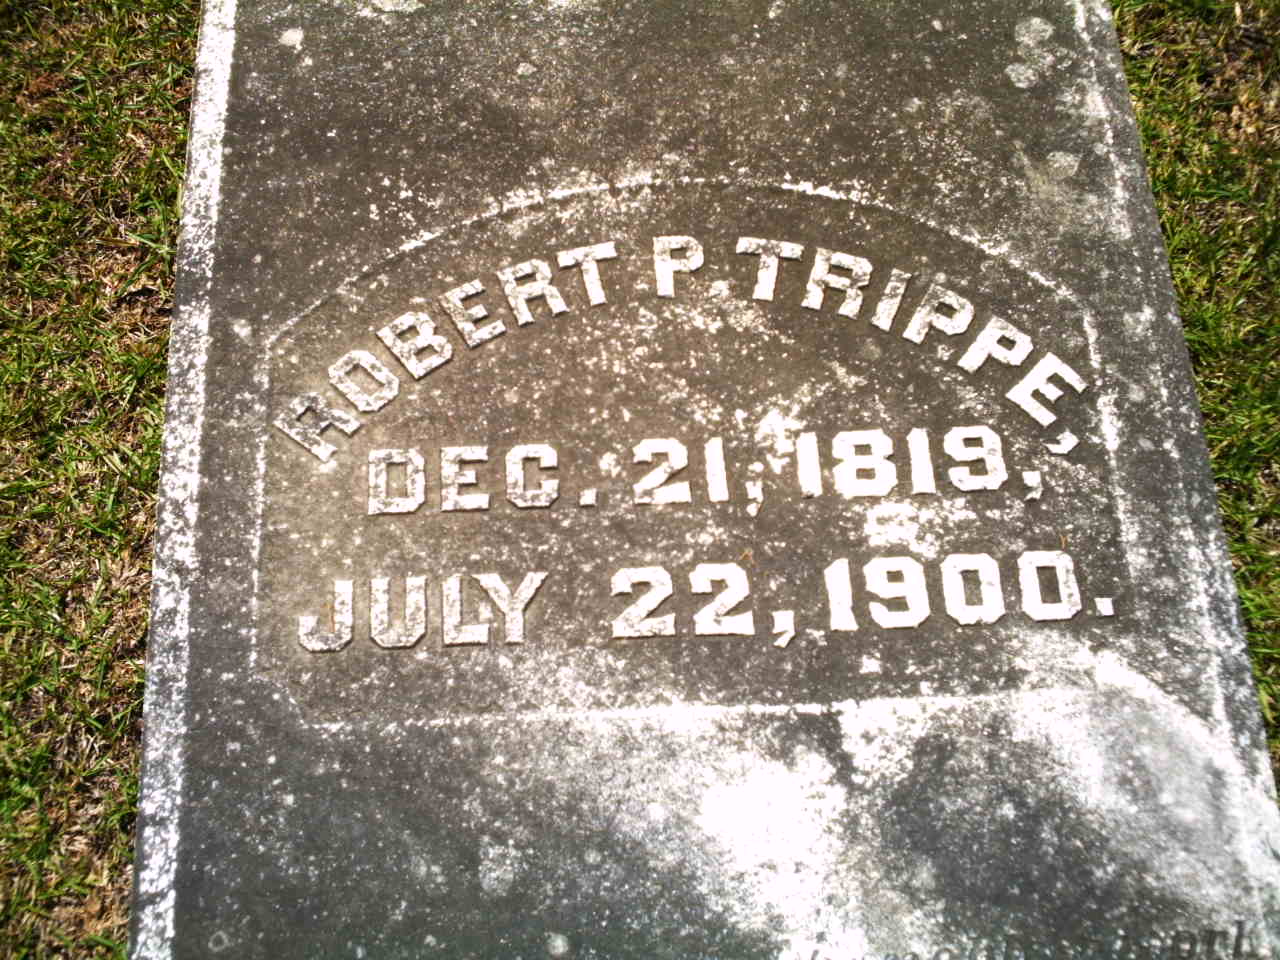 ROBERT P. TRIPPE,
DEC. 21, 1819,
JULY 22, 1900.